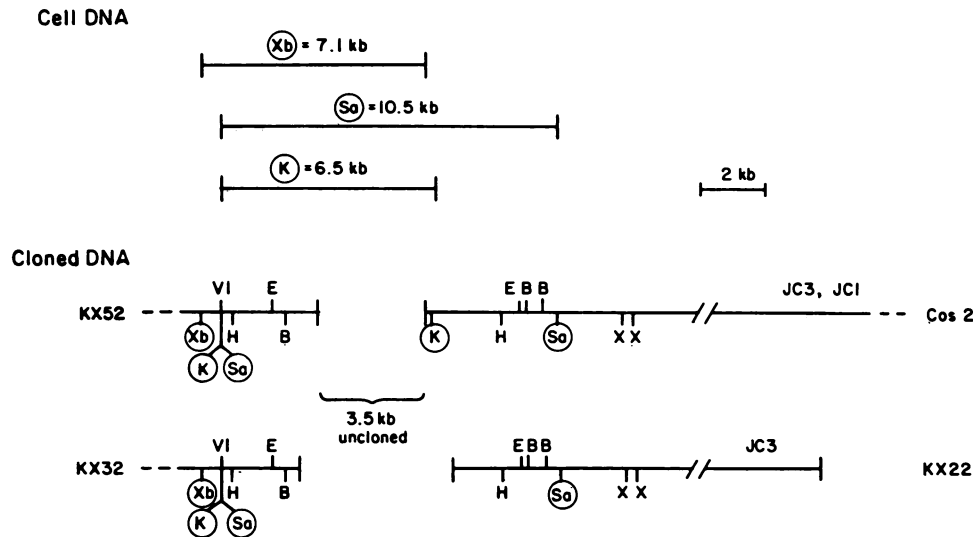 Cell DNA
Xb = 7.1 kb
Sa = 10.5 kb
K = 6.5 kb
2 kb
Cloned DNA
VI E E B B JC3, JCI
KX52 Cos 2
Xb H B K H Sa X X
K Sa
3.5 kb
uncloned
VI E E B B JC3
KX32 KX22
Xb H B H Sa X X
K Sa